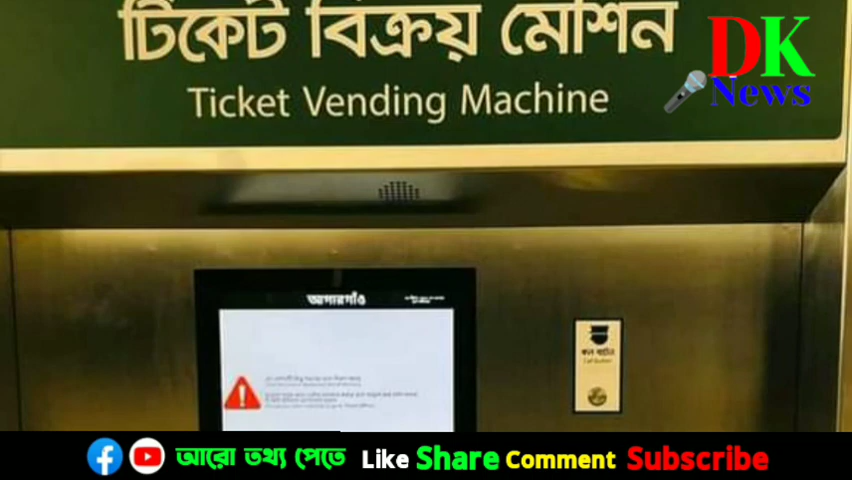 টিকেট বিক্রয় মেশিন
Ticket Vending Machine
DK
News
আগারগাঁও
কল বাটন
Call Button
আরো তথ্য পেতে Like Share Comment Subscribe